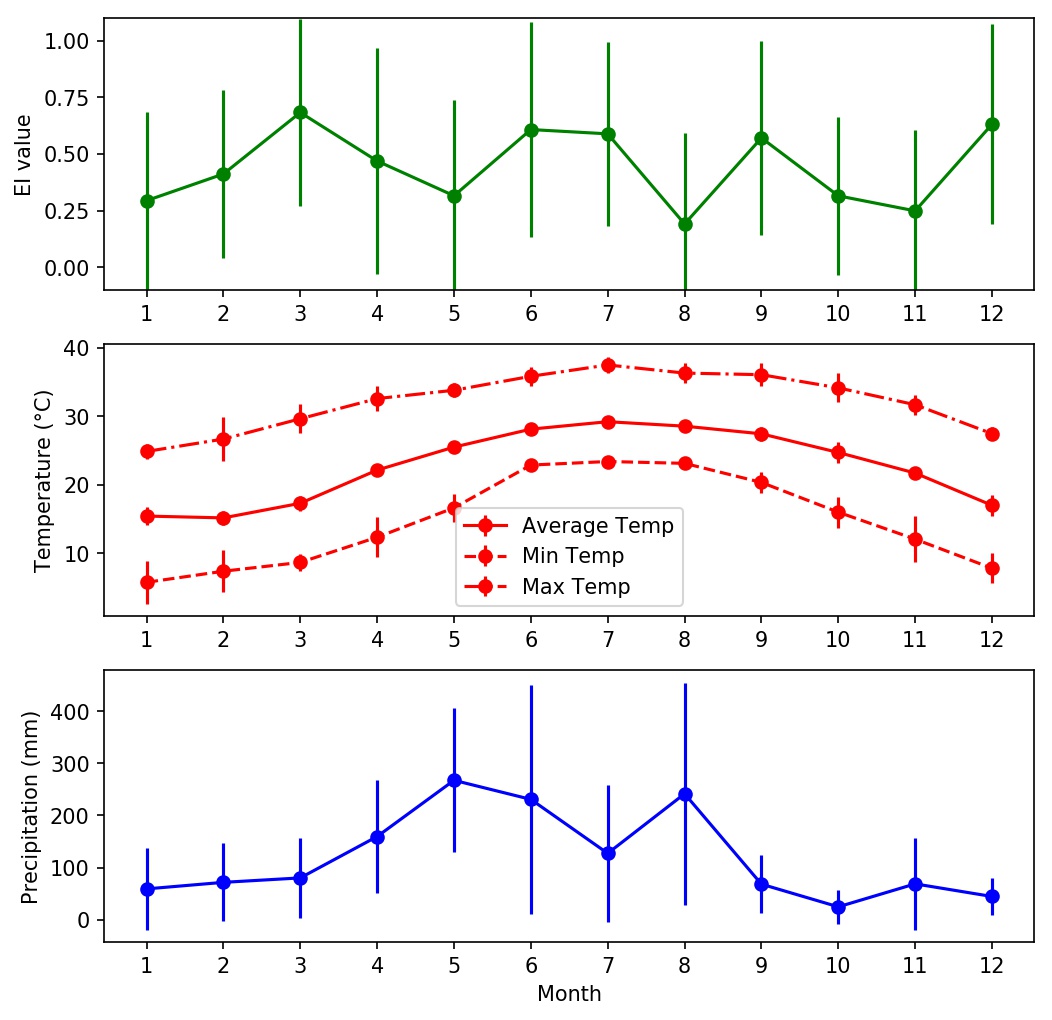 EI value
1.00
0.75
0.50
0.25
0.00
1 2 3 4 5 6 7 8 9 10 11 12
Temperature (°C)
40
30
20
10
Average Temp
Min Temp
Max Temp
1 2 3 4 5 6 7 8 9 10 11 12
Precipitation (mm)
400
300
200
100
0
1 2 3 4 5 6 7 8 9 10 11 12
Month